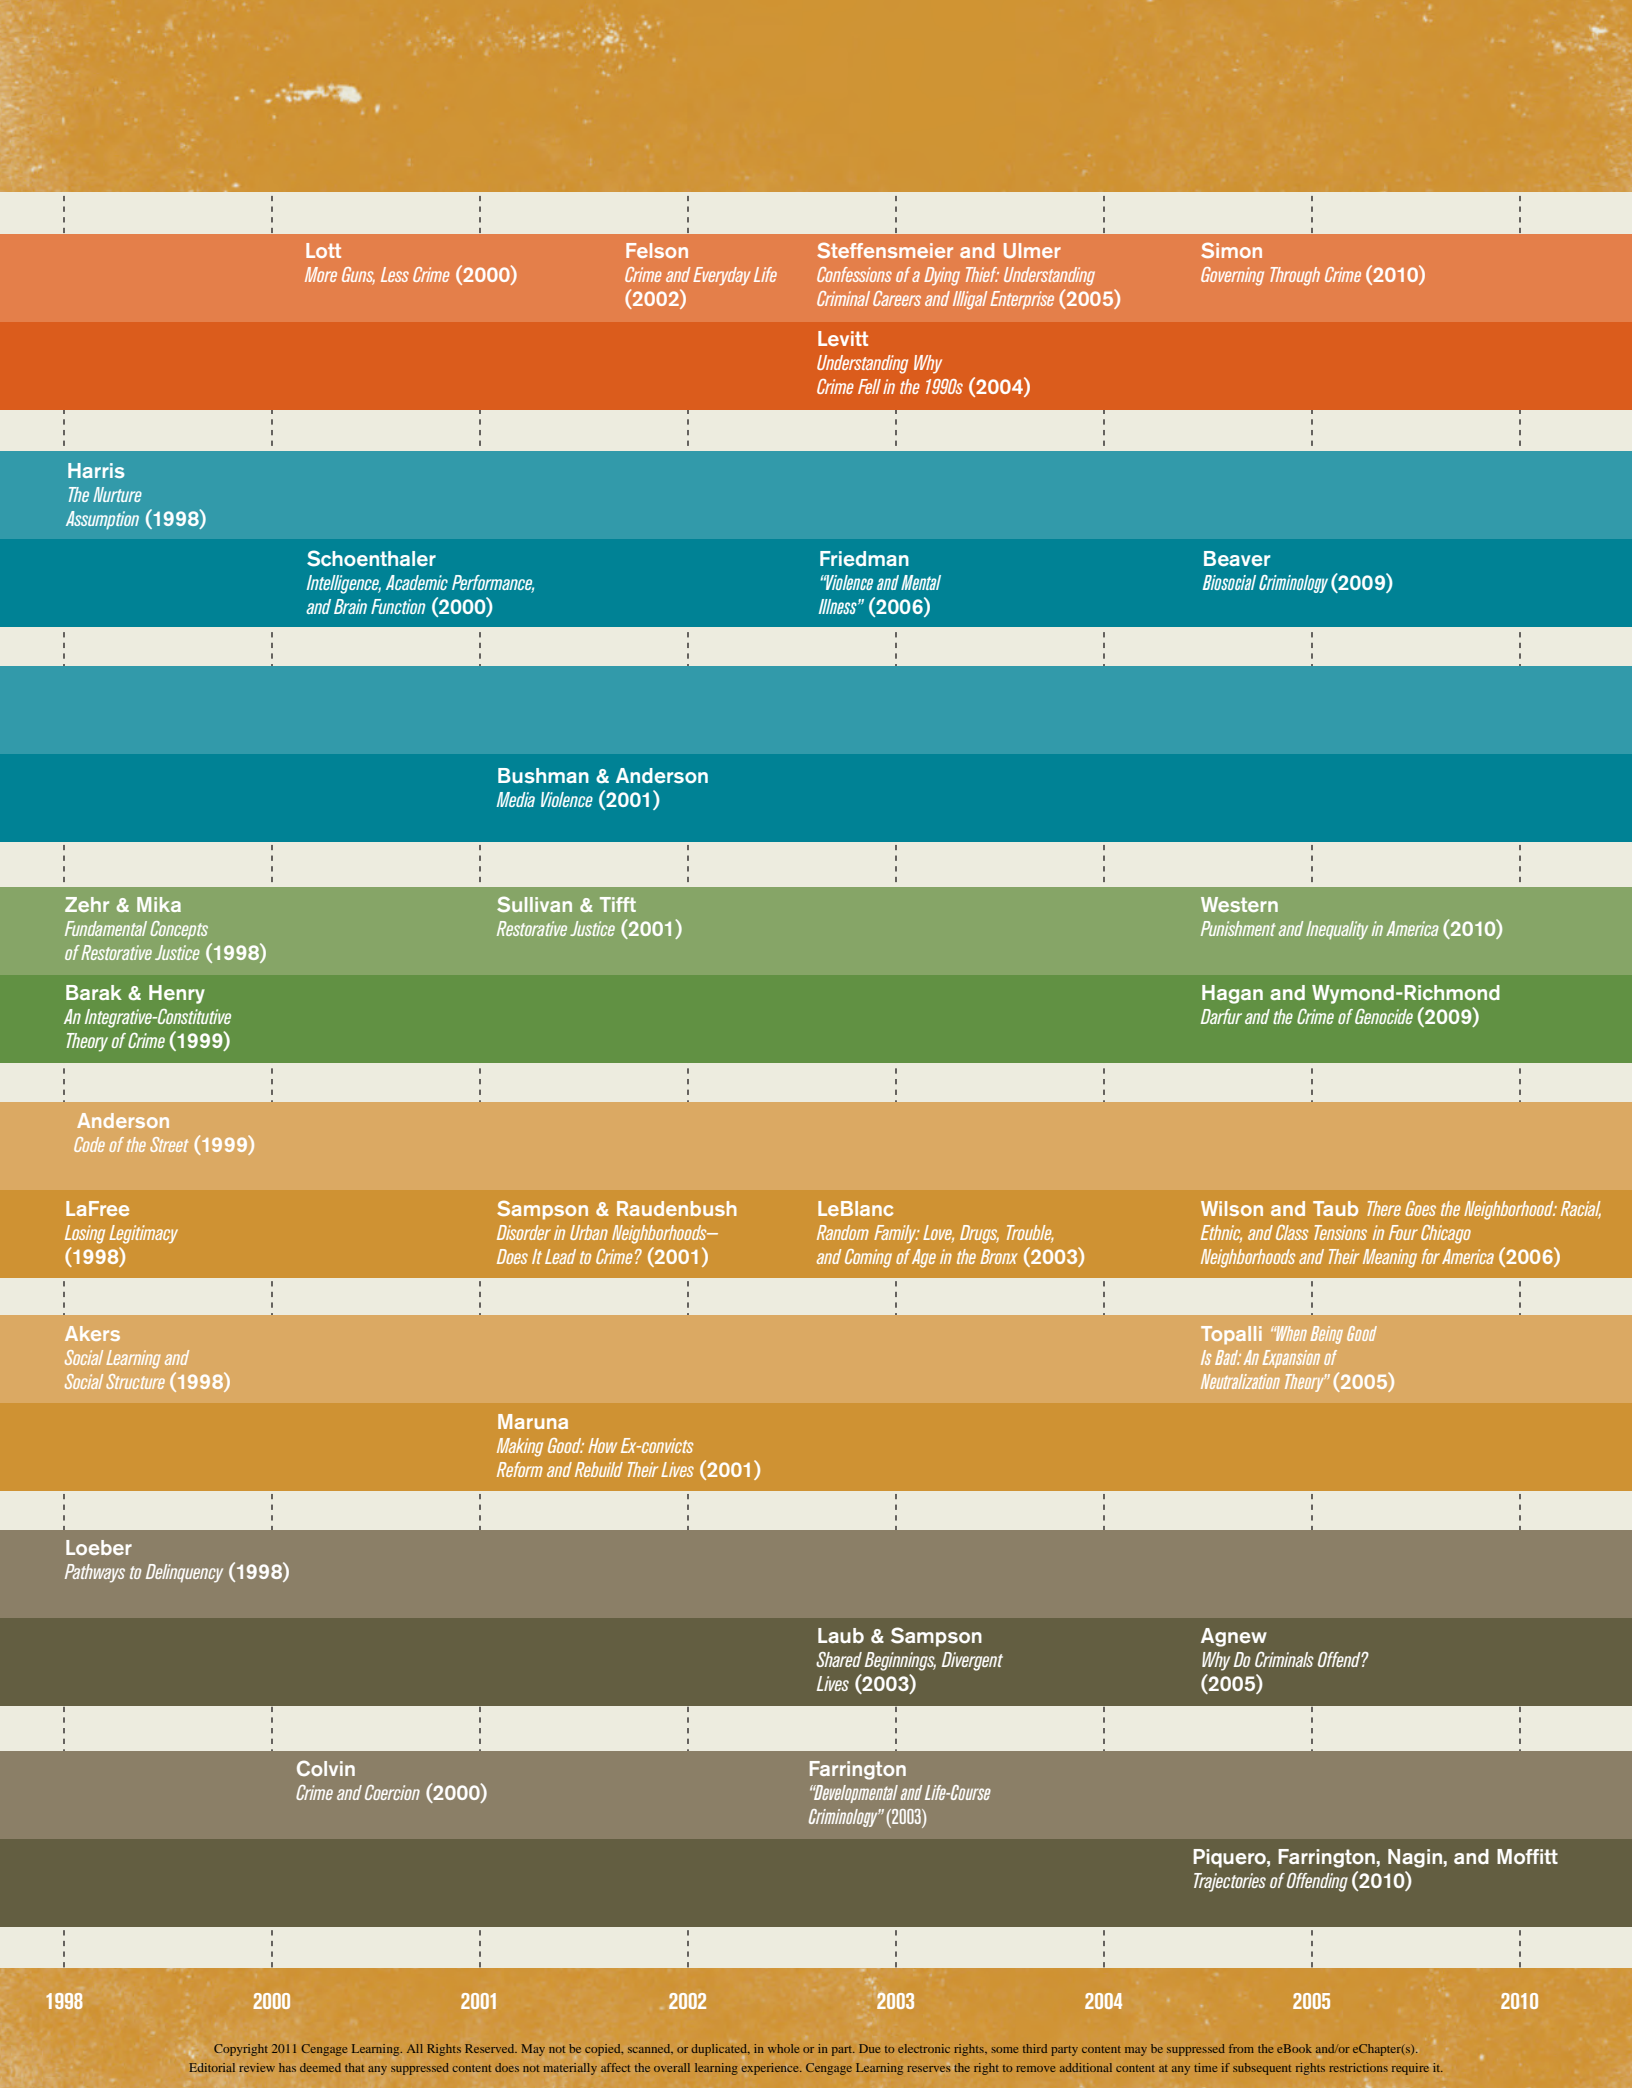 Lott
More Guns, Less Crime (2000)
Felson
Crime and Everyday Life
(2002)
Steffensmeier and Ulmer
Confessions of a Dying Thief: Understanding
Criminal Careers and Illigal Enterprise (2005)
Simon
Governing Through Crime (2010)
Levitt
Understanding Why
Crime Fell in the 1990s (2004)
Harris
The Nurture
Assumption (1998)
Schoenthaler
Intelligence, Academic Performance,
and Brain Function (2000)
Friedman
“Violence and Mental
Illness” (2006)
Beaver
Biosocial Criminology (2009)
Bushman & Anderson
Media Violence (2001)
Zehr & Mika
Fundamental Concepts
of Restorative Justice (1998)
Sullivan & Tifft
Restorative Justice (2001)
Western
Punishment and Inequality in America (2010)
Barak & Henry
An Integrative-Constitutive
Theory of Crime (1999)
Hagan and Wymond-Richmond
Darfur and the Crime of Genocide (2009)
Anderson
Code of the Street (1999)
LaFree
Losing Legitimacy
(1998)
Sampson & Raudenbush
Disorder in Urban Neighborhoods—
Does It Lead to Crime? (2001)
LeBlanc
Random Family: Love, Drugs, Trouble,
and Coming of Age in the Bronx (2003)
Wilson and Taub There Goes the Neighborhood: Racial,
Ethnic, and Class Tensions in Four Chicago
Neighborhoods and Their Meaning for America (2006)
Akers
Social Learning and
Social Structure (1998)
Topalli “When Being Good
Is Bad: An Expansion of
Neutralization Theory” (2005)
Maruna
Making Good: How Ex-convicts
Reform and Rebuild Their Lives (2001)
Loeber
Pathways to Delinquency (1998)
Laub & Sampson
Shared Beginnings, Divergent
Lives (2003)
Agnew
Why Do Criminals Offend?
(2005)
Colvin
Crime and Coercion (2000)
Farrington
“Developmental and Life-Course
Criminology” (2003)
Piquero, Farrington, Nagin, and Moffitt
Trajectories of Offending (2010)
1998 2000 2001 2002 2003 2004 2005 2010
Copyright 2011 Cengage Learning. All Rights Reserved. May not be copied, scanned, or duplicated, in whole or in part. Due to electronic rights, some third party content may be suppressed from the eBook and/or eChapter(s).
Editorial review has deemed that any suppressed content does not materially affect the overall learning experience. Cengage Learning reserves the right to remove additional content at any time if subsequent rights restrictions require it.